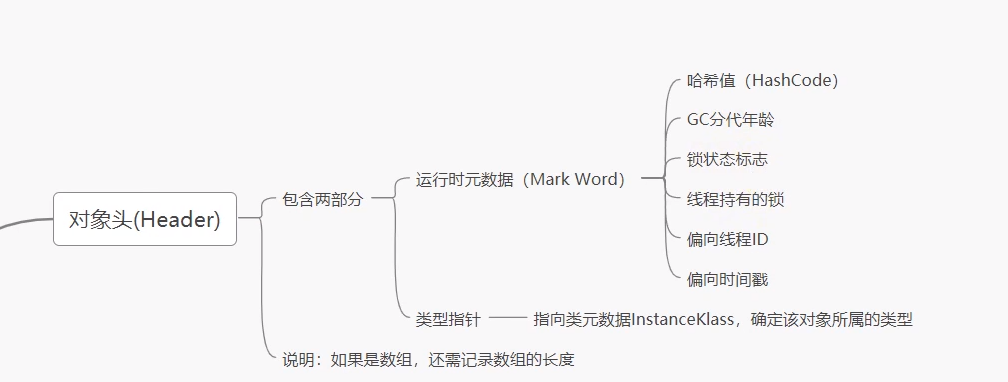 哈希值（HashCode）
GC分代年龄
锁状态标志
运行时元数据（Mark Word）
线程持有的锁
包含两部分
对象头(Header)
偏向线程ID
偏向时间戳
类型指针
指向类元数据InstanceKlass，确定该对象所属的类型
说明：如果是数组，还需记录数组的长度